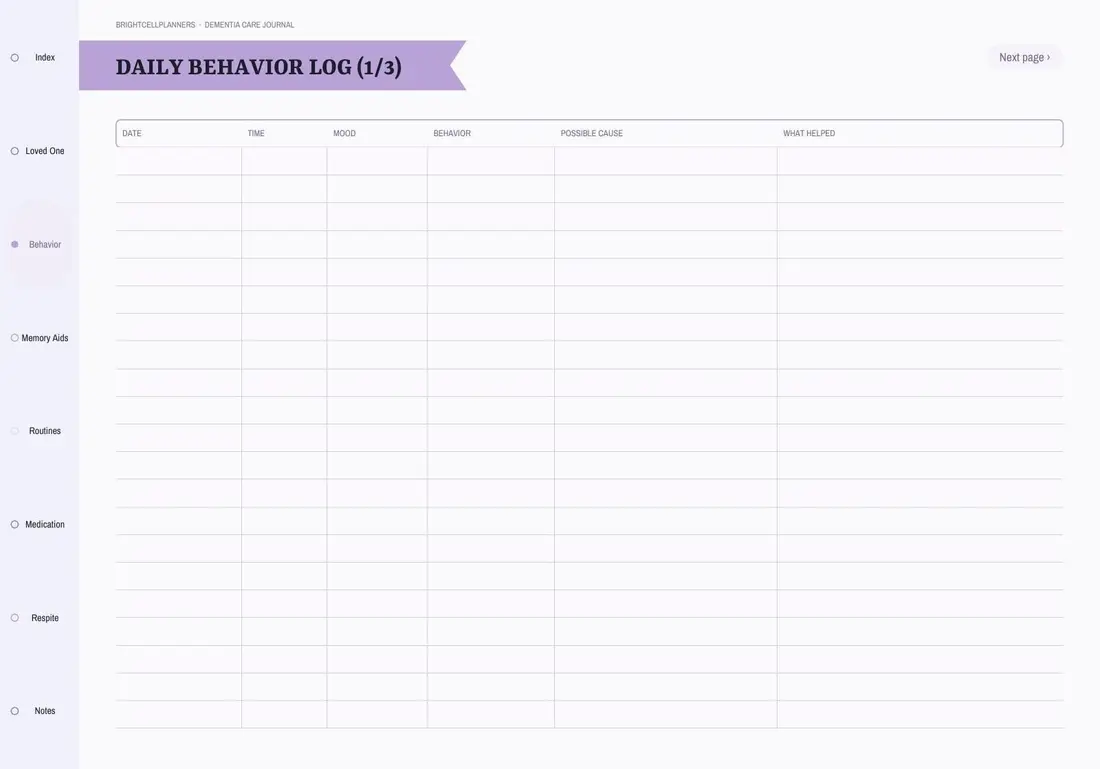 BRIGHTCELLPLANNERS - DEMENTIA CARE JOURNAL
DAILY BEHAVIOR LOG (1/3)
Next page ›
Index
Loved One
Behavior
Memory Aids
Routines
Medication
Respite
Notes
DATE TIME MOOD BEHAVIOR POSSIBLE CAUSE WHAT HELPED